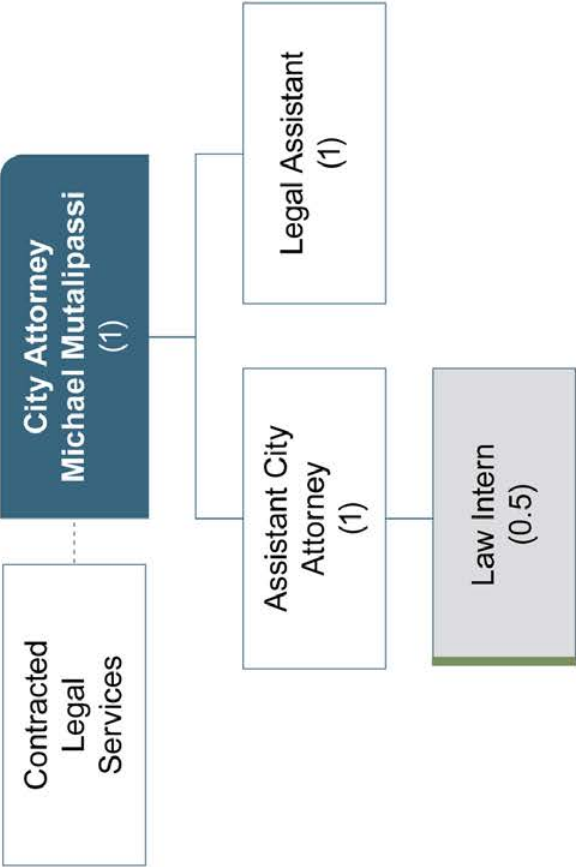 Contracted
Legal
Services
City Attorney
Michael Mutalipassi
(1)
Assistant City
Attorney
(1)
Legal Assistant
(1)
Law Intern
(0.5)